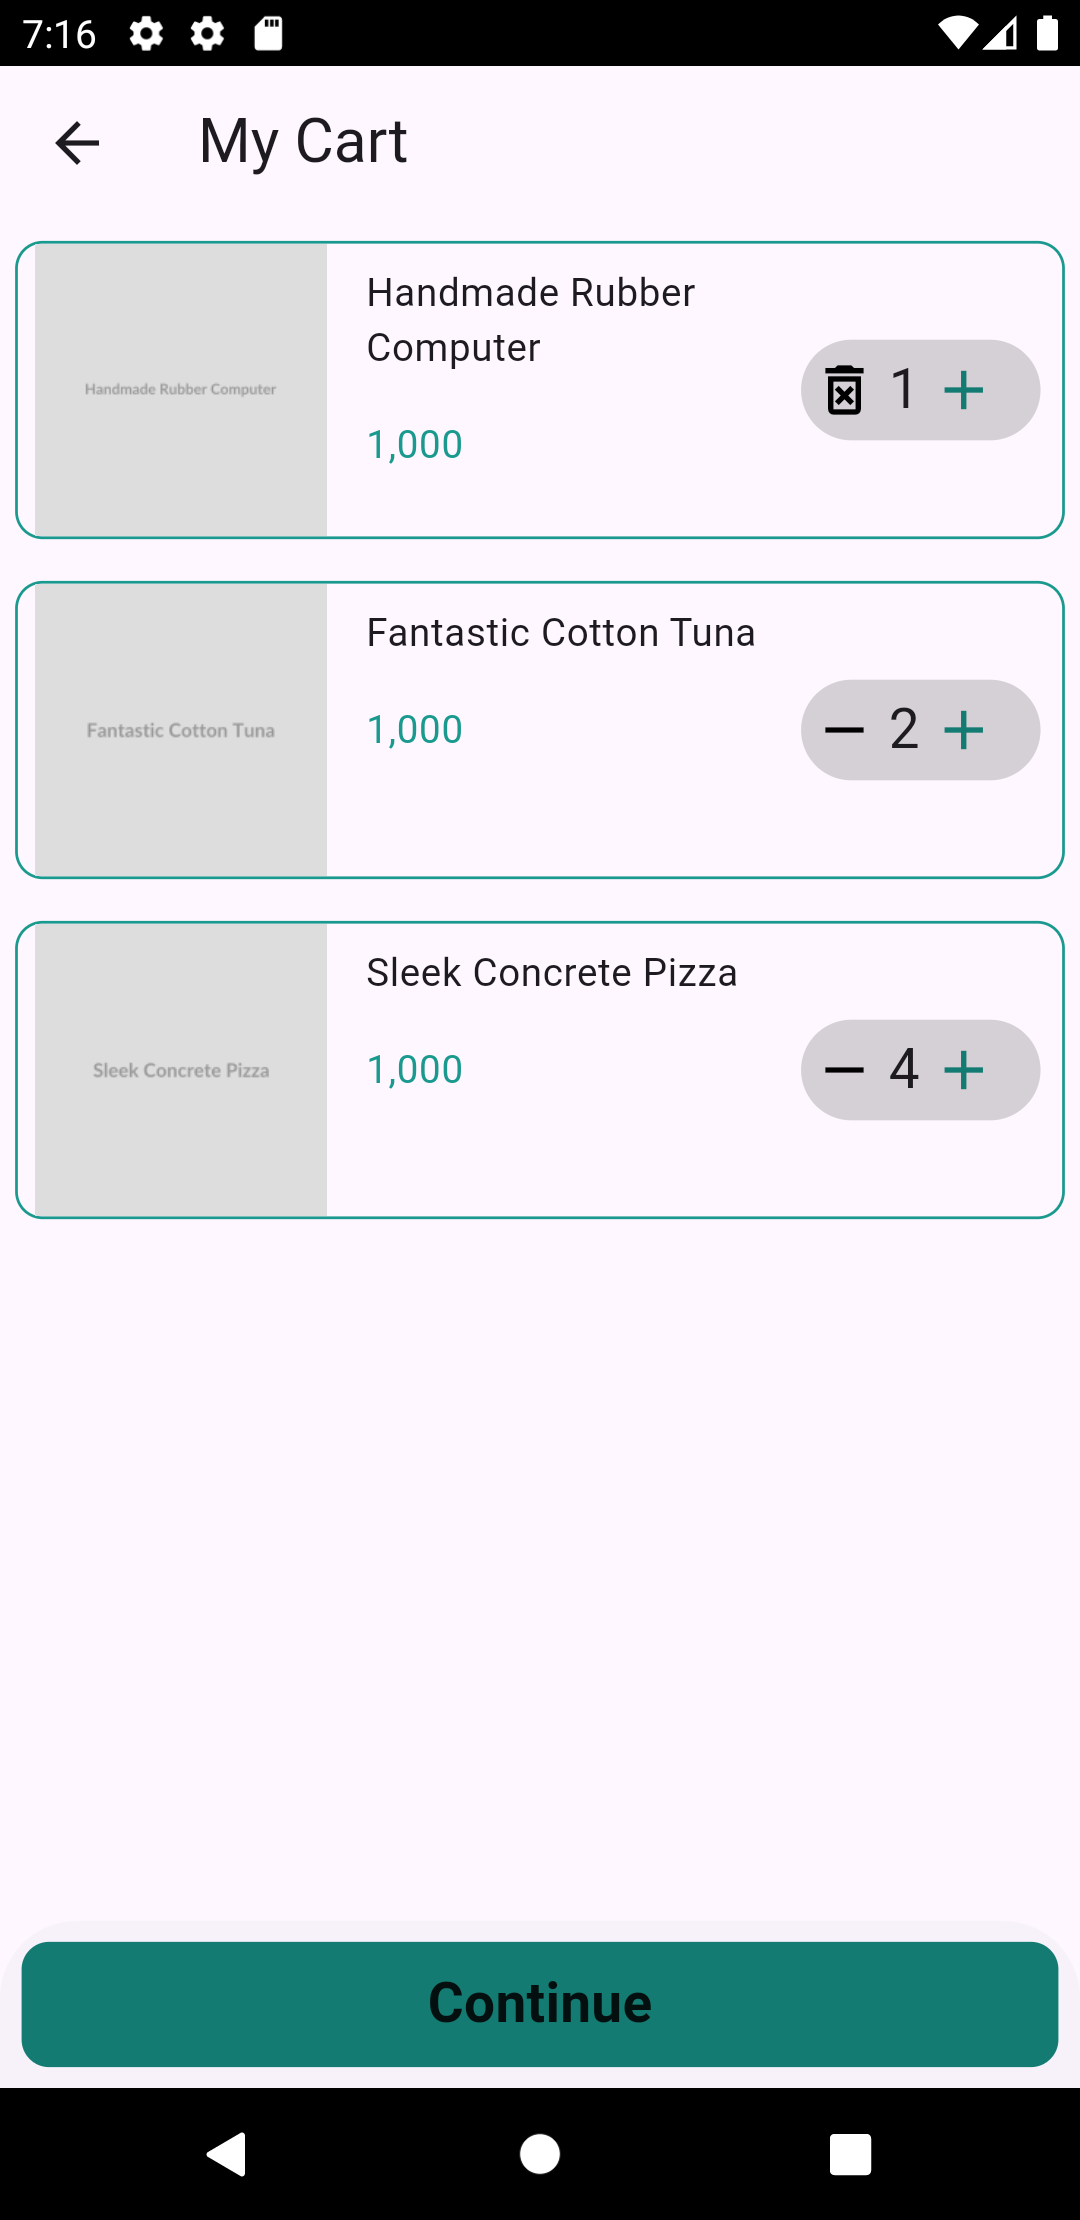 7:16
My Cart
Handmade Rubber Computer
Handmade Rubber
Computer
1,000
1
Fantastic Cotton Tuna
Fantastic Cotton Tuna
1,000
2
Sleek Concrete Pizza
Sleek Concrete Pizza
1,000
4
Continue